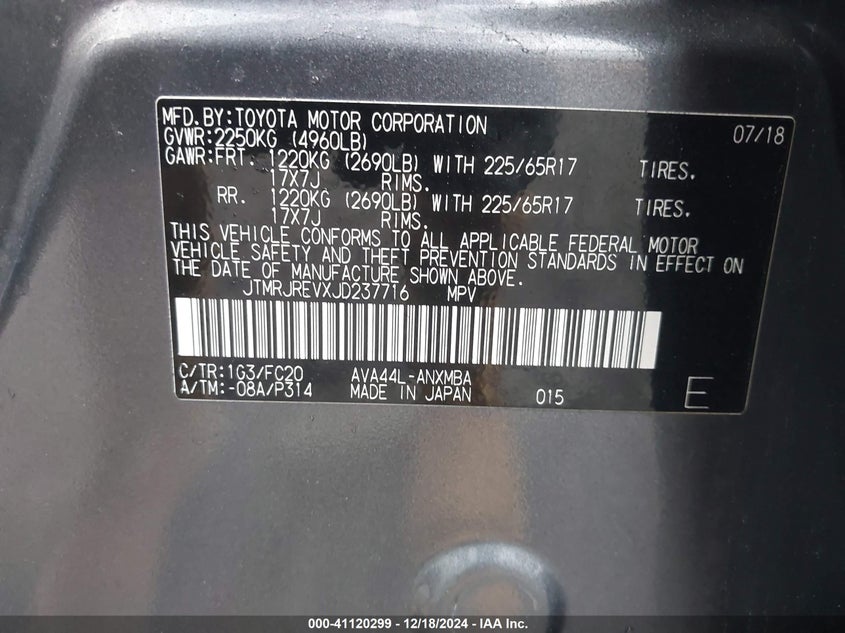 MFD.BY:TOYOTA MOTOR CORPORATION 07/18
GVWR:2250KG (4960LB)
GAWR:FRT. 1220KG (2690LB) WITH 225/65R17 TIRES.
17X7J RIMS.
RR. 1220KG (2690LB) WITH 225/65R17 TIRES.
17X7J RIMS.
THIS VEHICLE CONFORMS TO ALL APPLICABLE FEDERAL MOTOR
VEHICLE SAFETY AND THEFT PREVENTION STANDARDS IN EFFECT ON
THE DATE OF MANUFACTURE SHOWN ABOVE.
JTMRJREVXJD237716 MPV
C/TR:1G3/FC20 AVA44L-ANXMBA
A/TM:-08A/P314 MADE IN JAPAN 015 E
000-41120299 - 12/18/2024 - IAA Inc.